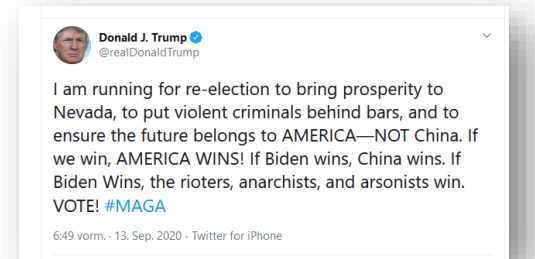 Donald J. Trump
@realDonaldTrump
I am running for re-election to bring prosperity to
Nevada, to put violent criminals behind bars, and to
ensure the future belongs to AMERICA—NOT China. If
we win, AMERICA WINS! If Biden wins, China wins. If
Biden Wins, the rioters, anarchists, and arsonists win.
VOTE! #MAGA
6:49 vorm. · 13. Sep. 2020 · Twitter for iPhone